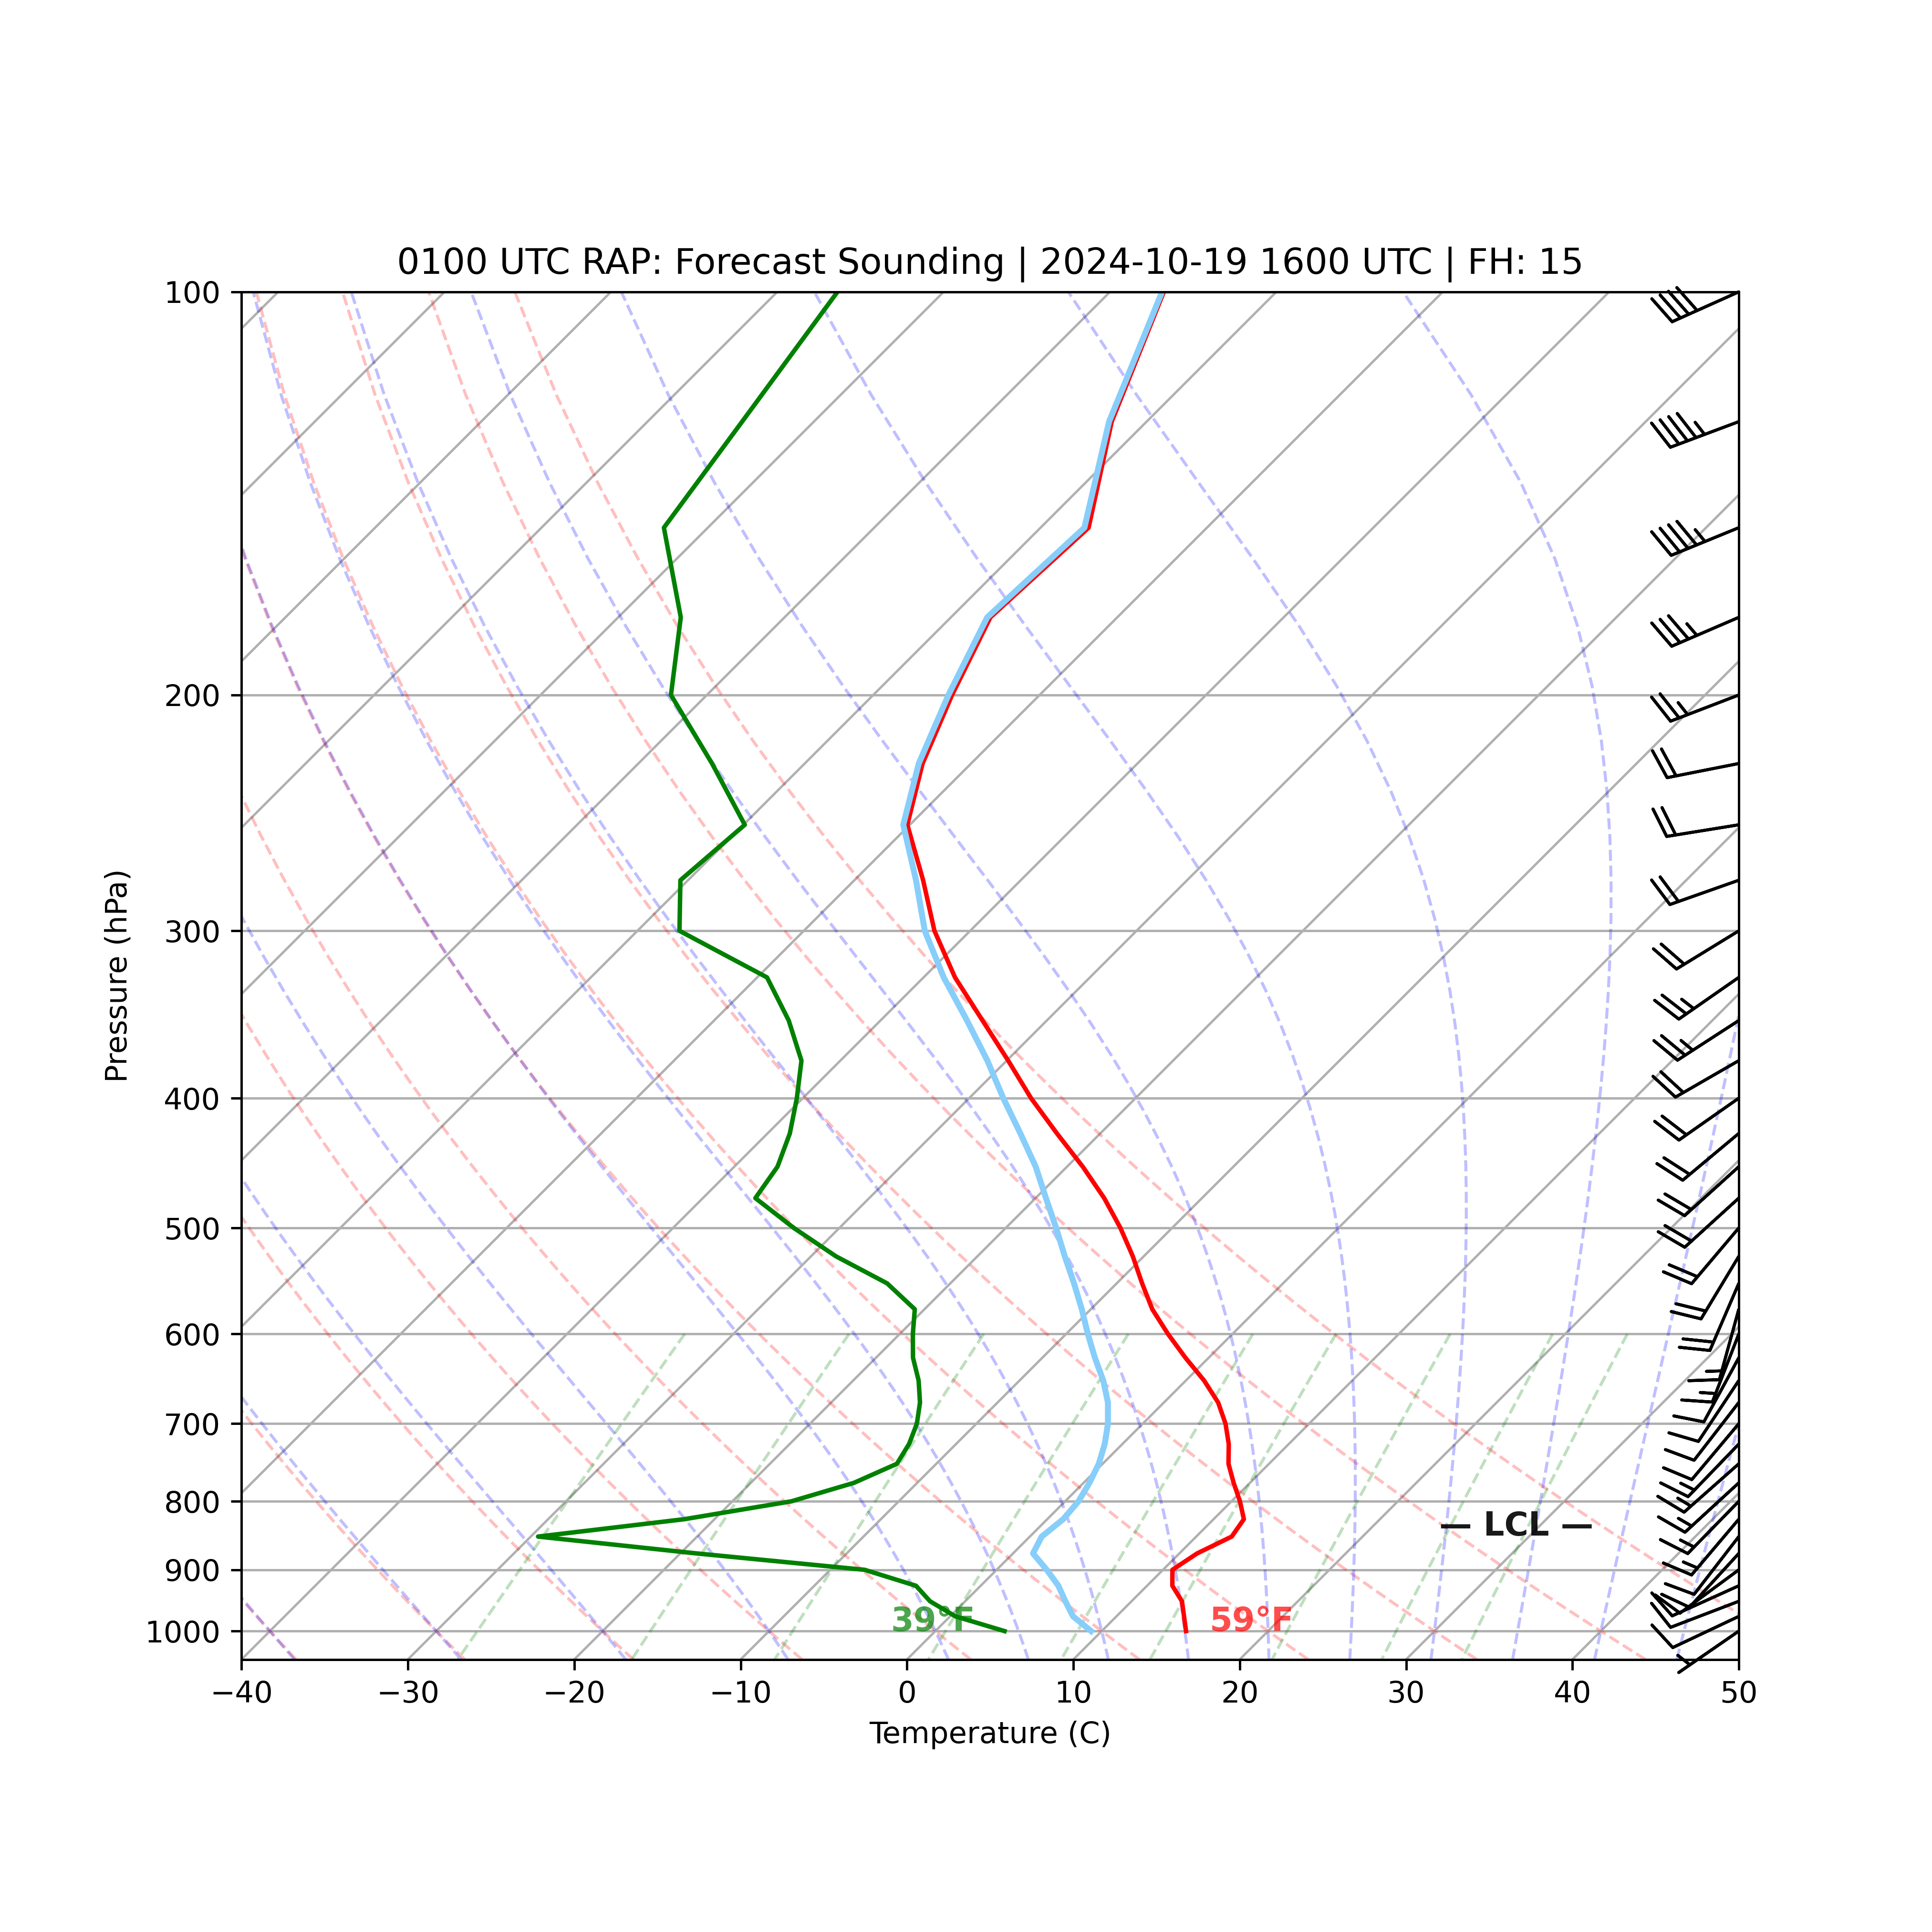 0100 UTC RAP: Forecast Sounding | 2024-10-19 1600 UTC | FH: 15
100
200
300
400
500
600
700
800
900
1000
Pressure (hPa)
— LCL —
39°F
59°F
−40 −30 −20 −10 0 10 20 30 40 50
Temperature (C)